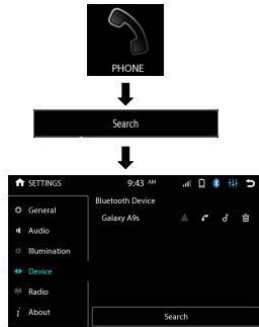 PHONE
Search
SETTINGS 9:43 AM
Bluetooth Device
General Galaxy A9s
Audio
Illumination
Device
Radio
About Search